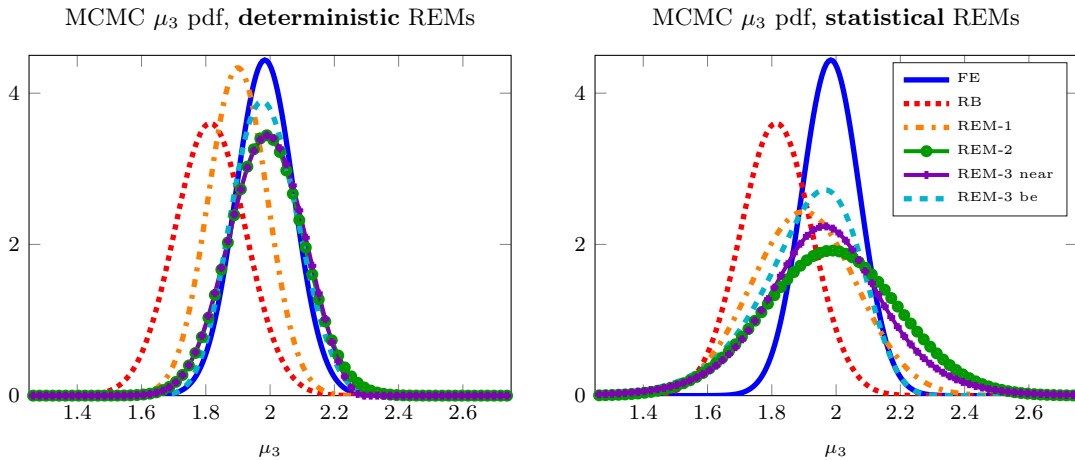 MCMC μ₃ pdf, deterministic REMs
4
2
0
1.4 1.6 1.8 2 2.2 2.4 2.6
μ₃
MCMC μ₃ pdf, statistical REMs
4
2
0
1.4 1.6 1.8 2 2.2 2.4 2.6
μ₃
FE
RB
REM-1
REM-2
REM-3 near
REM-3 be